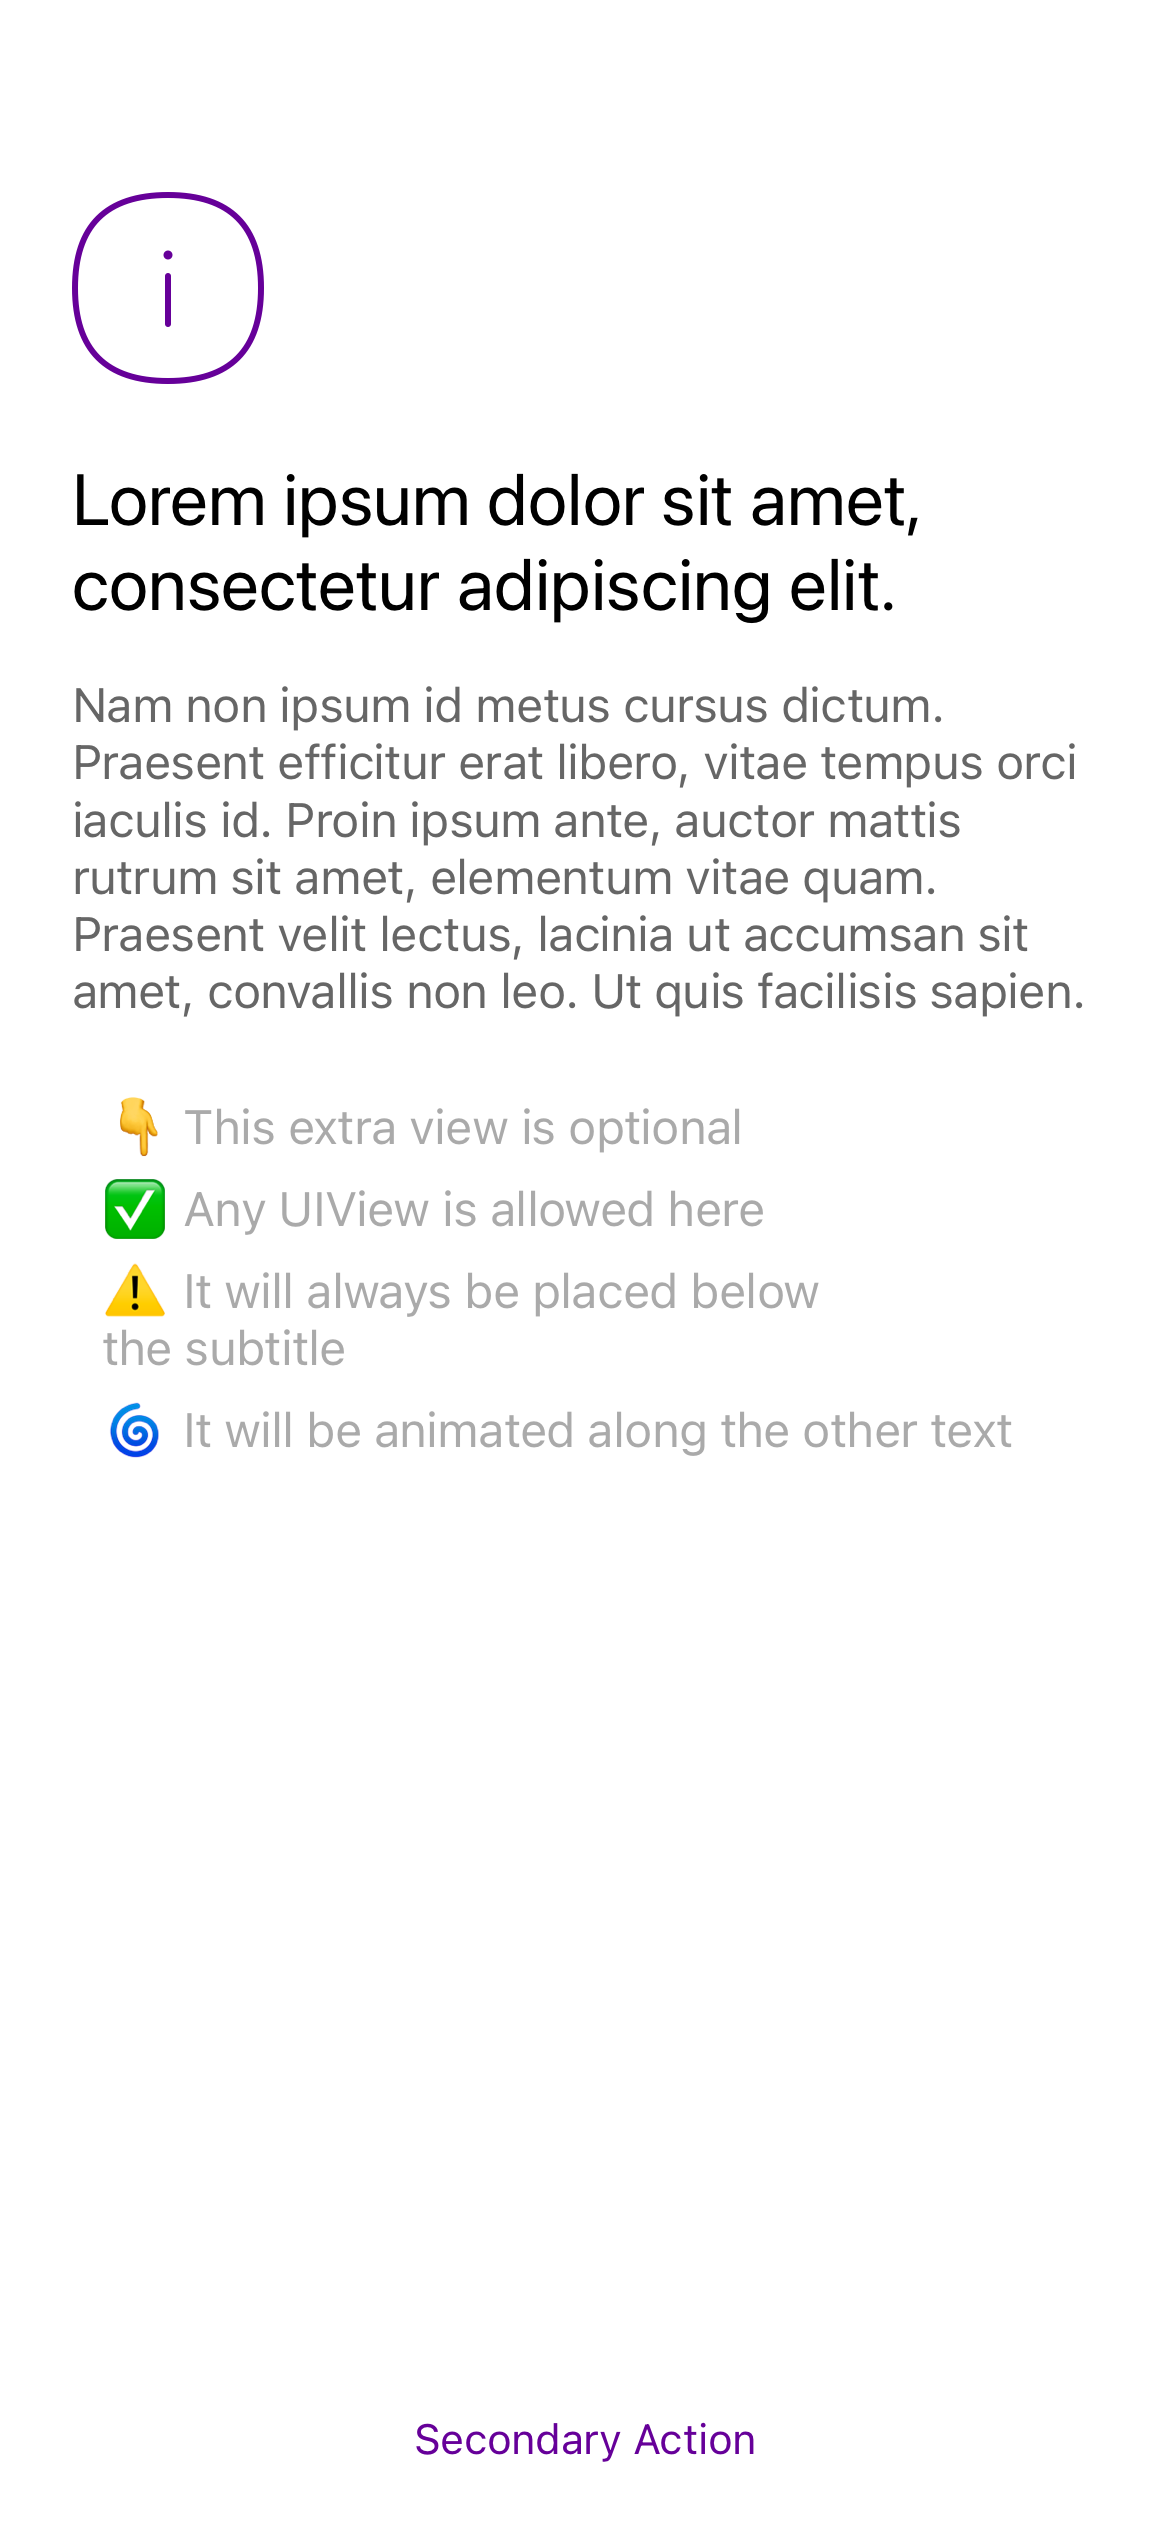 Lorem ipsum dolor sit amet,
consectetur adipiscing elit.
Nam non ipsum id metus cursus dictum.
Praesent efficitur erat libero, vitae tempus orci
iaculis id. Proin ipsum ante, auctor mattis
rutrum sit amet, elementum vitae quam.
Praesent velit lectus, lacinia ut accumsan sit
amet, convallis non leo. Ut quis facilisis sapien.
👇 This extra view is optional
✅ Any UIView is allowed here
⚠️ It will always be placed below
the subtitle
🌀 It will be animated along the other text
Secondary Action